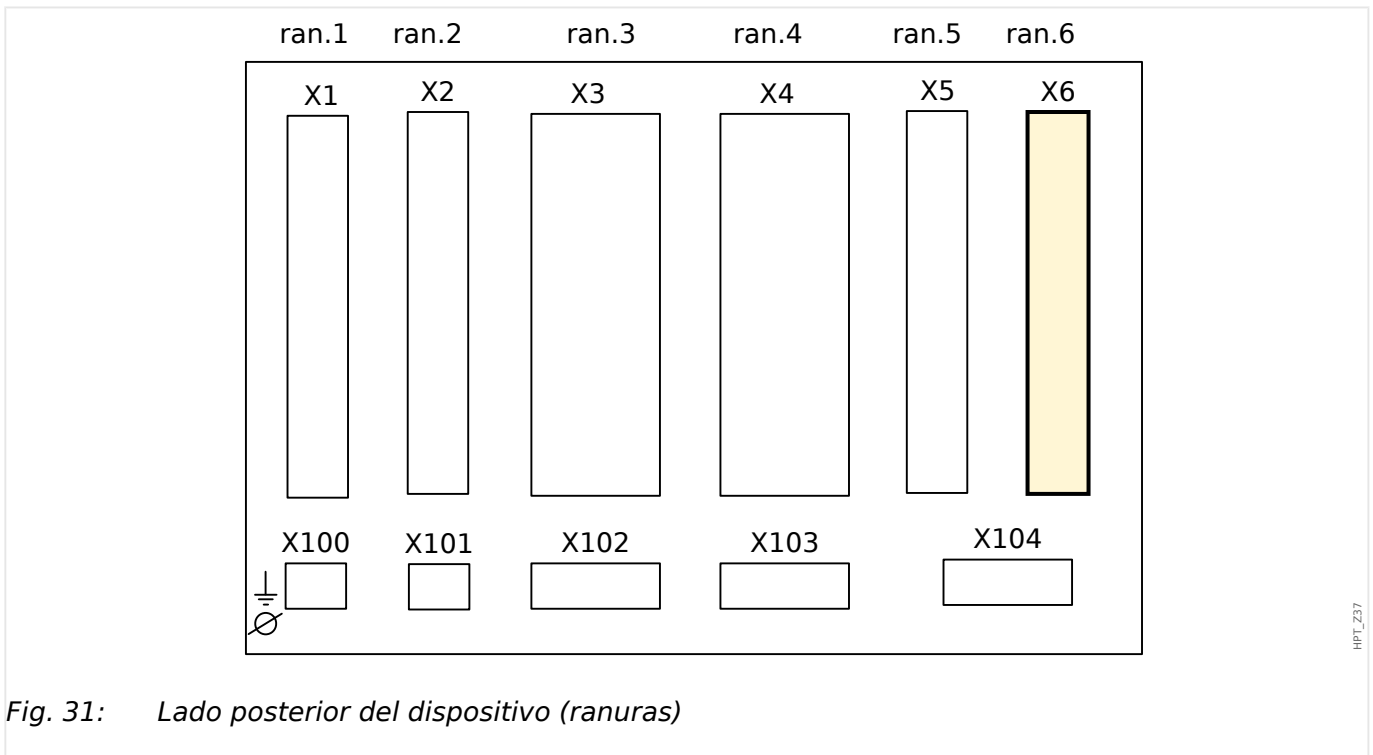 ran.1 ran.2 ran.3 ran.4 ran.5 ran.6
X1 X2 X3 X4 X5 X6
X100 X101 X102 X103 X104
HPT_Z37
Fig. 31: Lado posterior del dispositivo (ranuras)